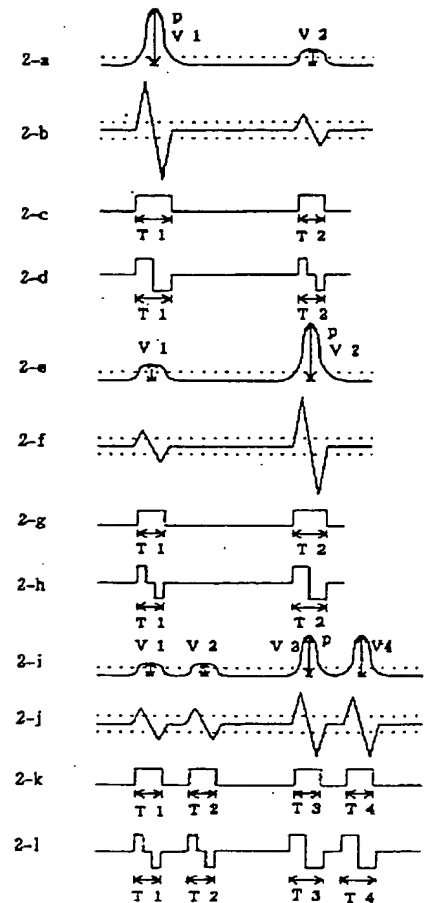 p
V 1
V 2
2-a
2-b
2-c
T 1
T 2
2-d
T 1
T 2
V 1
p
V 2
2-e
2-f
2-g
T 1
T 2
2-h
T 1
T 2
V 1 V 2 V 3 p V4
2-i
2-j
2-k
T 1 T 2 T 3 T 4
2-l
T 1 T 2 T 3 T 4